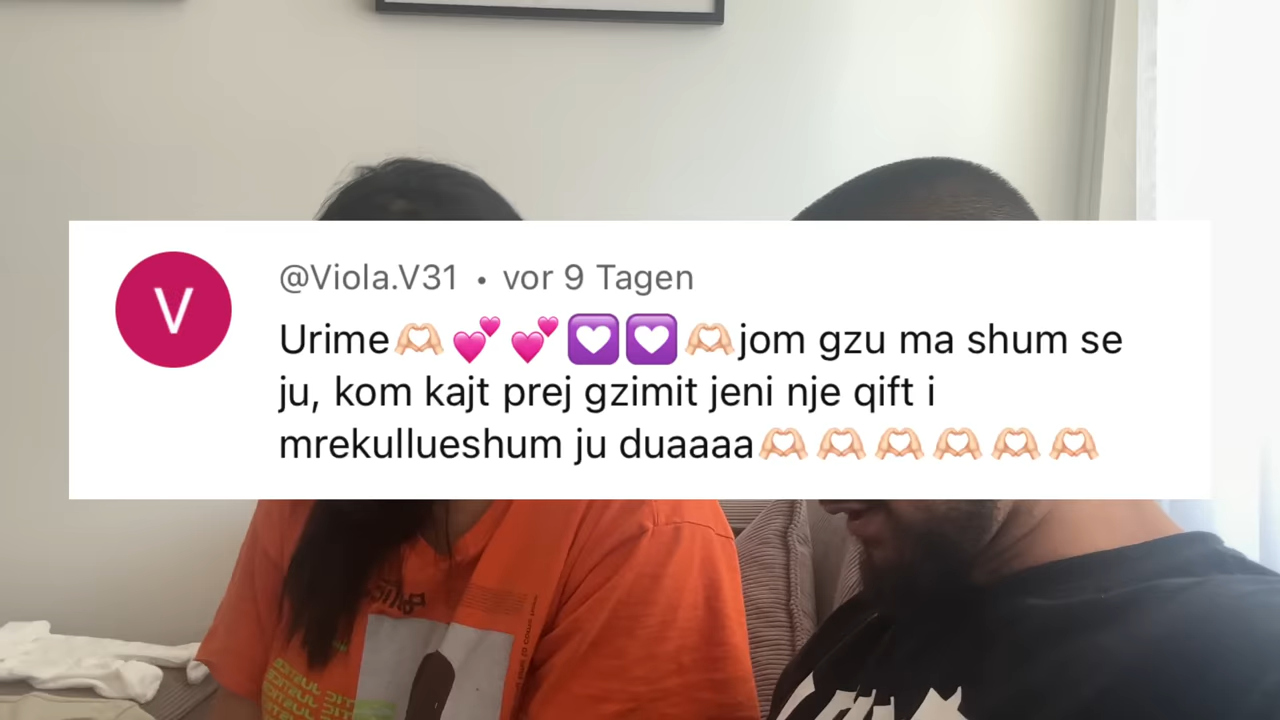 V
@Viola.V31 • vor 9 Tagen
Urime🫶🏻💕💕💟💟🫶🏻jom gzu ma shum se
ju, kom kajt prej gzimit jeni nje qift i
mrekullueshum ju duaaaa🫶🏻🫶🏻🫶🏻🫶🏻🫶🏻🫶🏻